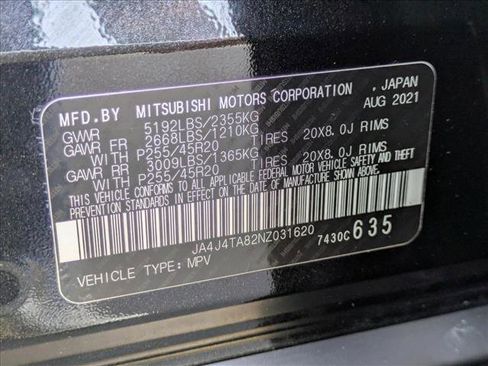 MFD.BY MITSUBISHI MOTORS CORPORATION , JAPAN
GVWR 5192LBS/2355KG AUG 2021
GAWR FR 2668LBS/1210KG
WITH P255/45R20 TIRES 20X8.0J RIMS
GAWR RR 3009LBS/1365KG
WITH P255/45R20 TIRES 20X8.0J RIMS
THIS VEHICLE CONFORMS TO ALL APPLICABLE
FEDERAL MOTOR VEHICLE SAFETY AND THEFT
PREVENTION STANDARDS IN EFFECT ON THE DATE OF
MANUFACTURE SHOWN ABOVE.
JA4J4TA82NZ031620
7430C 635
VEHICLE TYPE: MPV